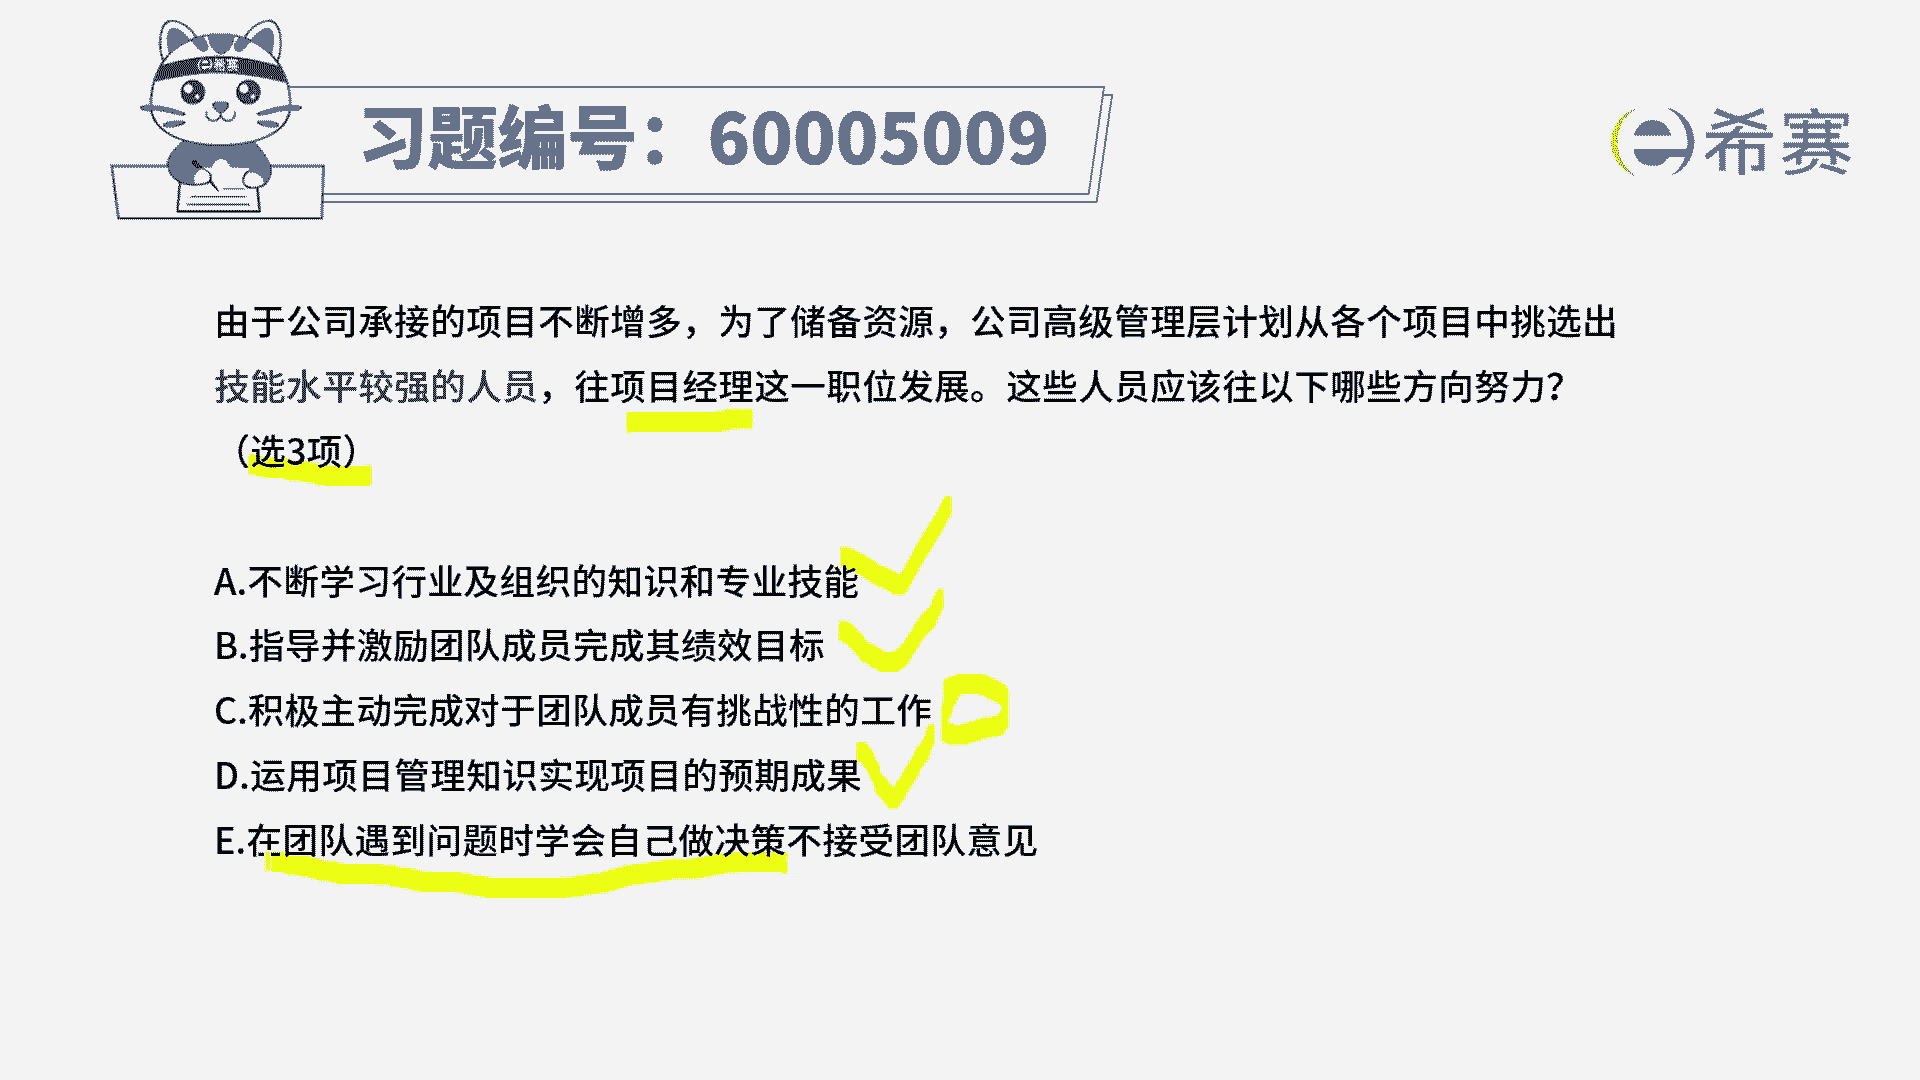 e希赛
习题编号：60005009
e希赛
由于公司承接的项目不断增多，为了储备资源，公司高级管理层计划从各个项目中挑选出
技能水平较强的人员，往项目经理这一职位发展。这些人员应该往以下哪些方向努力？
（选3项）
A.不断学习行业及组织的知识和专业技能
B.指导并激励团队成员完成其绩效目标
C.积极主动完成对于团队成员有挑战性的工作
D.运用项目管理知识实现项目的预期成果
E.在团队遇到问题时学会自己做决策不接受团队意见